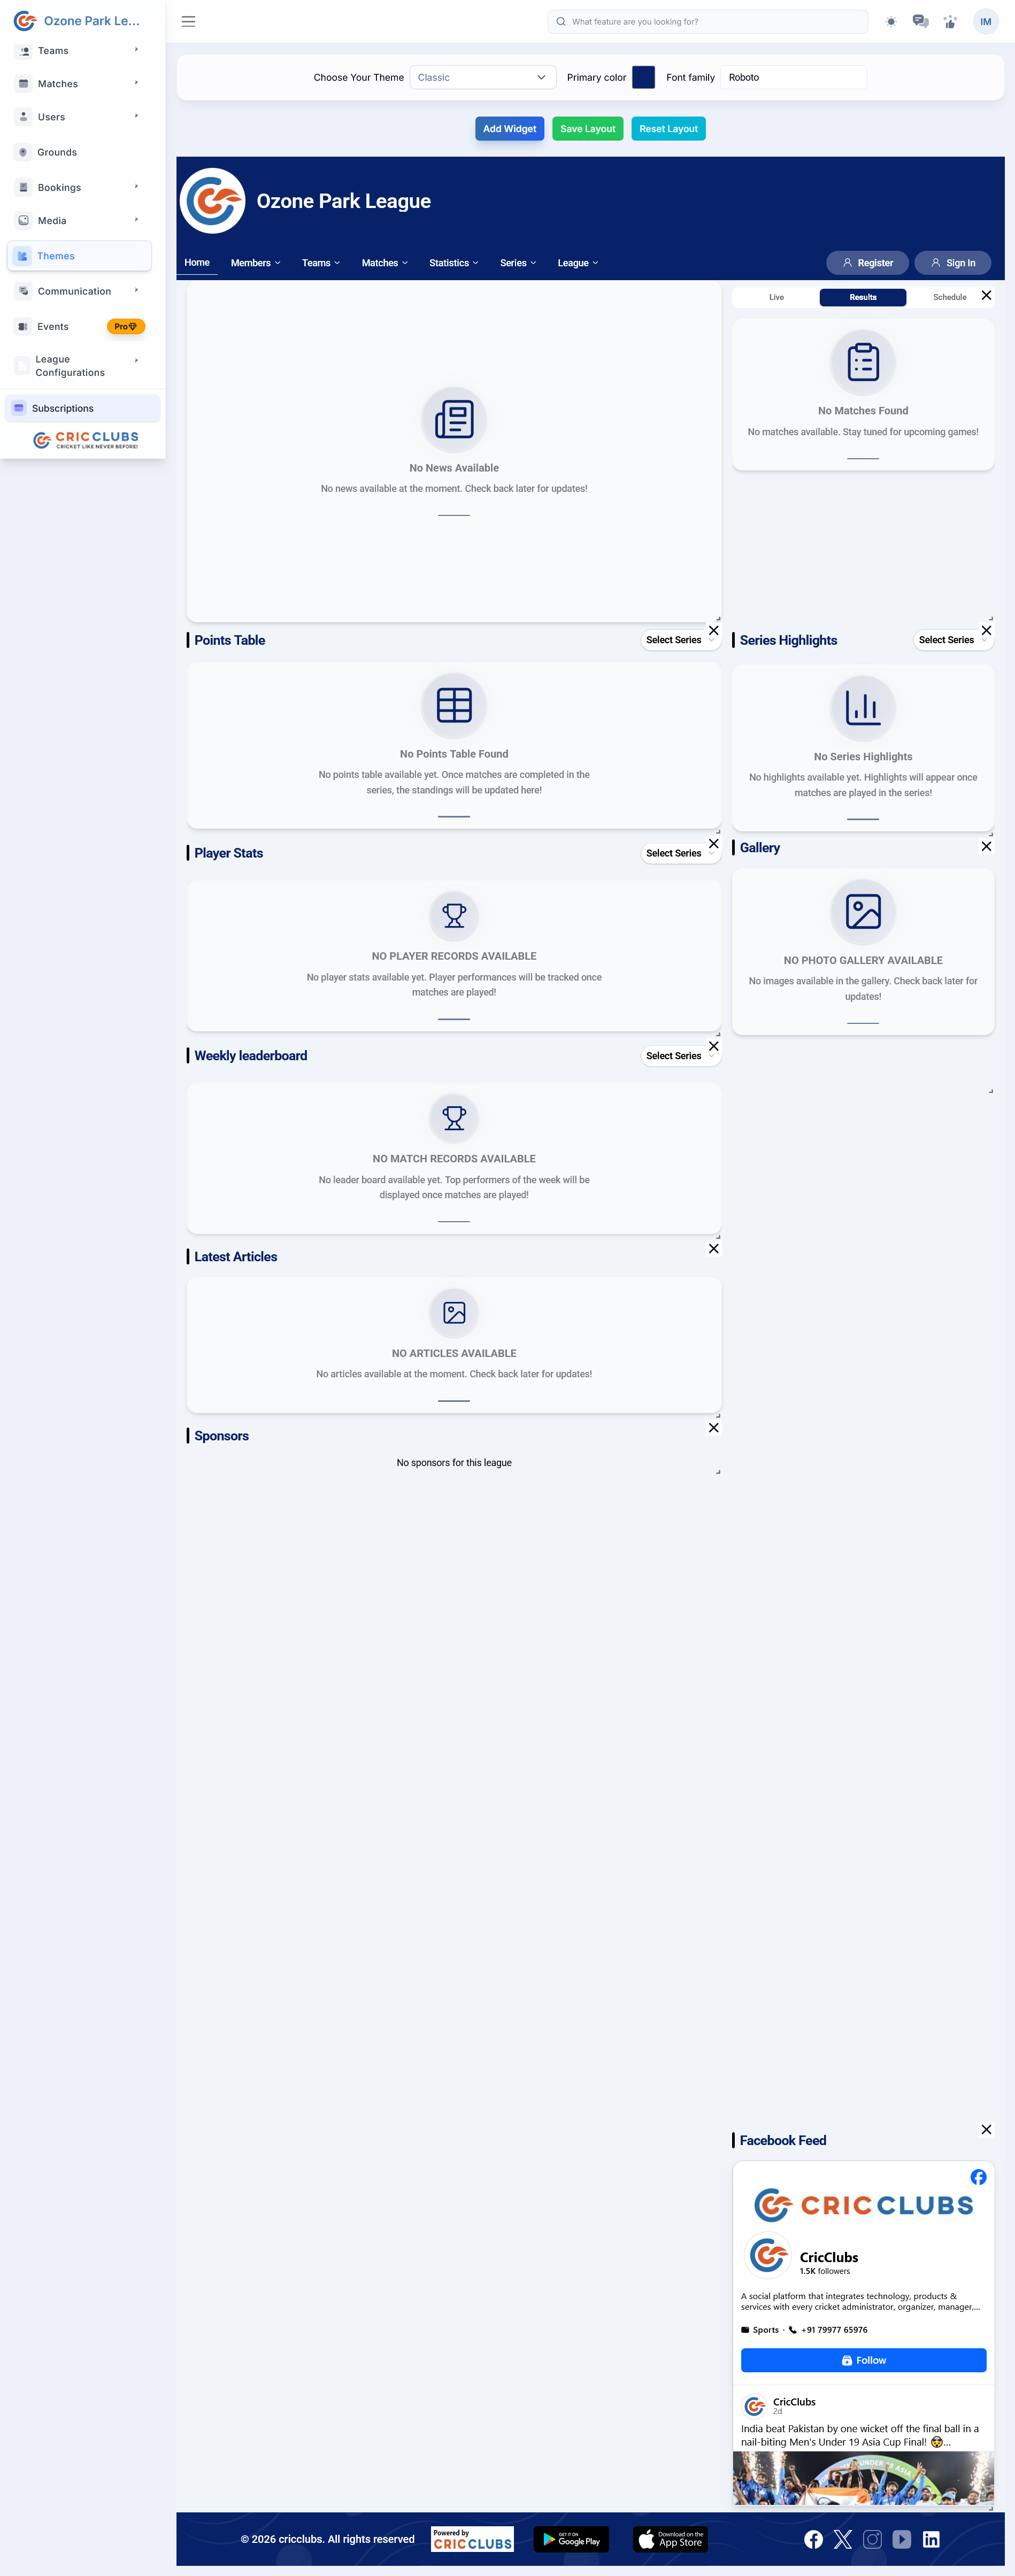 Ozone Park Le...
Teams
Matches
Users
Grounds
Bookings
Media
Themes
Communication
Events
Pro
League
Configurations
Subscriptions
CRICCLUBS
CRICKET LIKE NEVER BEFORE!
What feature are you looking for?
IM
Choose Your Theme
Classic
Primary color
Font family
Roboto
Add Widget
Save Layout
Reset Layout
Ozone Park League
Home
Members
Teams
Matches
Statistics
Series
League
Register
Sign In
No News Available
No news available at the moment. Check back later for updates!
Live
Results
Schedule
No Matches Found
No matches available. Stay tuned for upcoming games!
Points Table
Select Series
No Points Table Found
No points table available yet. Once matches are completed in the
series, the standings will be updated here!
Series Highlights
Select Series
No Series Highlights
No highlights available yet. Highlights will appear once
matches are played in the series!
Player Stats
Select Series
NO PLAYER RECORDS AVAILABLE
No player stats available yet. Player performances will be tracked once
matches are played!
Gallery
NO PHOTO GALLERY AVAILABLE
No images available in the gallery. Check back later for
updates!
Weekly leaderboard
Select Series
NO MATCH RECORDS AVAILABLE
No leader board available yet. Top performers of the week will be
displayed once matches are played!
Latest Articles
NO ARTICLES AVAILABLE
No articles available at the moment. Check back later for updates!
Sponsors
No sponsors for this league
Facebook Feed
CRICCLUBS
CricClubs
1.5K followers
A social platform that integrates technology, products &
services with every cricket administrator, organizer, manager,...
Sports · +91 79977 65976
Follow
CricClubs
2d
India beat Pakistan by one wicket off the final ball in a
nail-biting Men's Under 19 Asia Cup Final! 😲...
UNDER 19 ASIA
© 2026 cricclubs. All rights reserved
Powered by
CRICCLUBS
GET IT ON
Google Play
Download on the
App Store